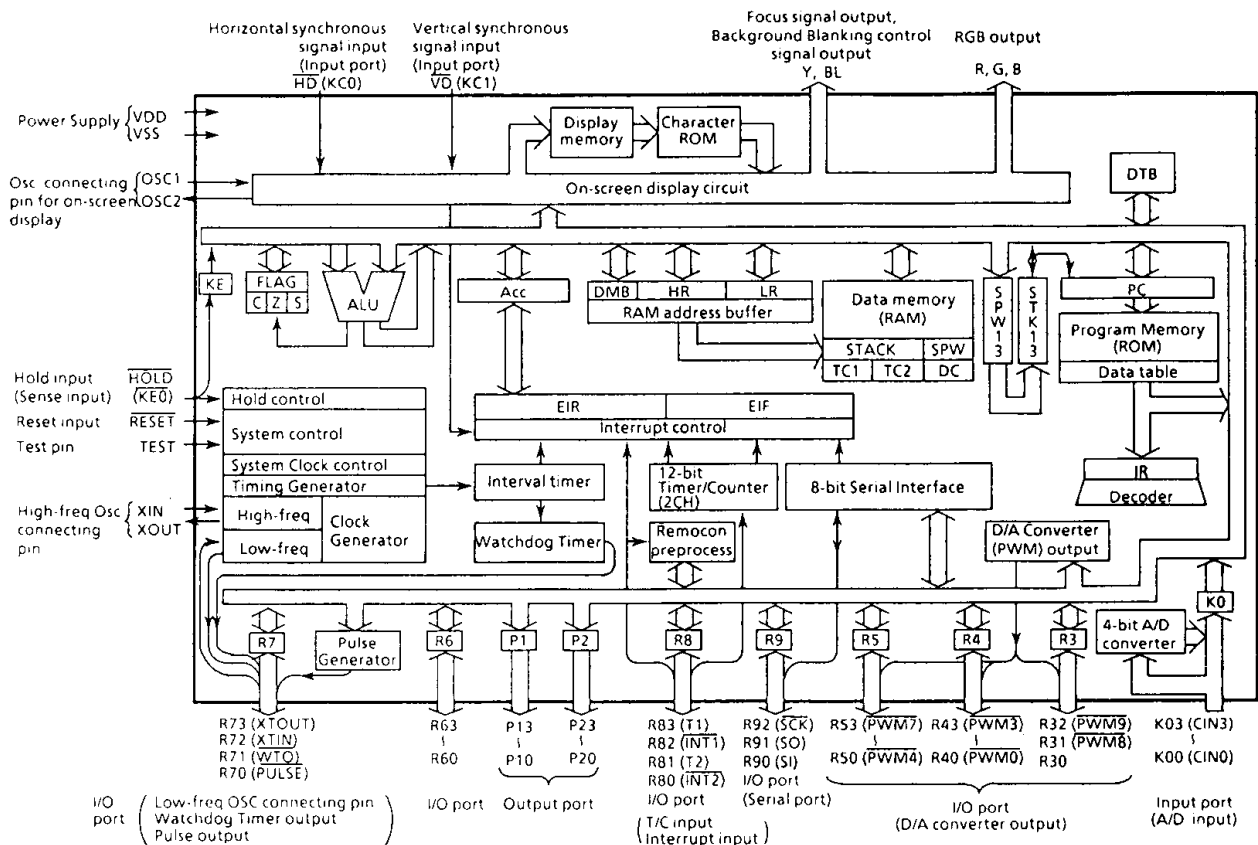 Horizontal synchronous
signal input
(Input port)
HD (KC0)
Vertical synchronous
signal input
(Input port)
VD (KC1)
Focus signal output,
Background Blanking control
signal output
Y, BL
RGB output
R, G, B
Power Supply { VDD
VSS
Osc connecting
pin for on-screen
display
OSC1
OSC2
Display
memory
Character
ROM
On-screen display circuit
DTB
KE
FLAG
C Z S
ALU
Acc
DMB HR LR
RAM address buffer
Data memory
(RAM)
STACK SPW
TC1 TC2 DC
SPW13
STK13
PC
Program Memory
(ROM)
Data table
Hold input
(Sense input)
HOLD
(KE0)
Reset input RESET
Test pin TEST
Hold control
System control
System Clock control
Timing Generator
High-freq
Low-freq
Clock
Generator
EIR EIF
Interrupt control
Interval timer
Watchdog Timer
12-bit
Timer/Counter
(2CH)
Remocon
preprocess
8-bit Serial Interface
IR
Decoder
D/A Converter
(PWM) output
High-freq Osc
connecting
pin
XIN
XOUT
R7
Pulse
Generator
R6
P1
P2
R8
R9
R5
R4
R3
4-bit A/D
converter
K0
R73 (XTOUT)
R72 (XTIN)
R71 (WTO)
R70 (PULSE)
R63
~
R60
P13
~
P10
P23
~
P20
R83 (T1)
R82 (INT1)
R81 (T2)
R80 (INT2)
R92 (SCK)
R91 (SO)
R90 (SI)
R53 (PWM7)
~
R50 (PWM4)
R43 (PWM3)
~
R40 (PWM0)
R32 (PWM9)
R31 (PWM8)
R30
K03 (CIN3)
~
K00 (CIN0)
I/O
port
( Low-freq OSC connecting pin
Watchdog Timer output
Pulse output )
I/O port
Output port
I/O port
( T/C input
Interrupt input )
I/O port
(Serial port)
I/O port
(D/A converter output)
Input port
(A/D input)